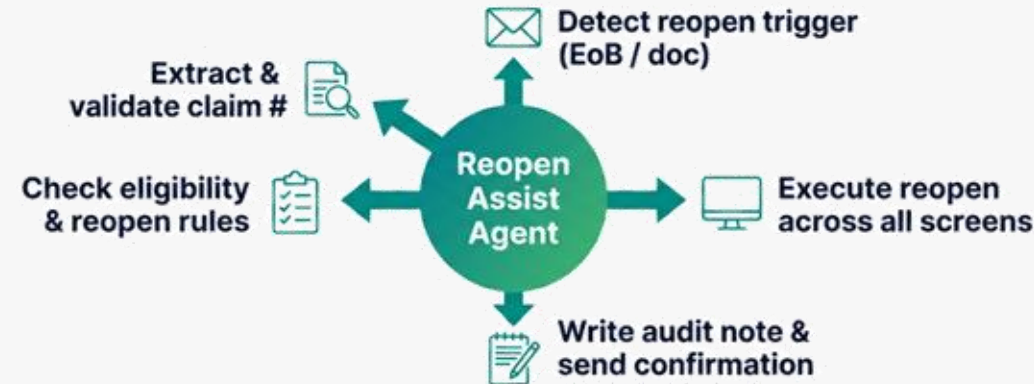 Detect reopen trigger
(EoB / doc)
Extract &
validate claim #
Reopen
Assist
Agent
Check eligibility
& reopen rules
Execute reopen
across all screens
Write audit note &
send confirmation